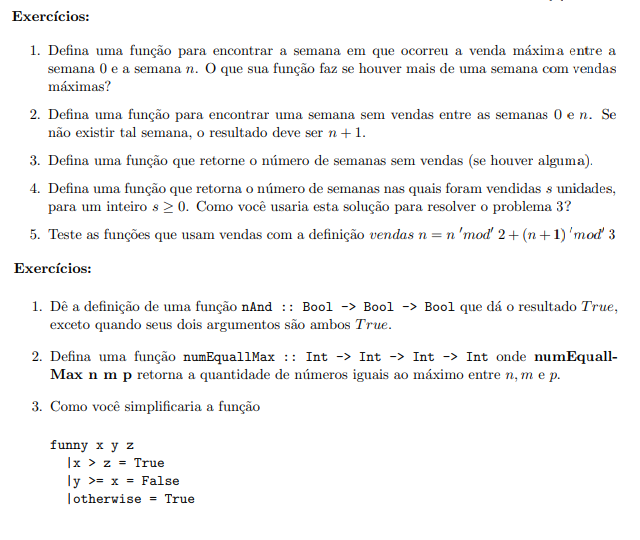 Exercícios:
1. Defina uma função para encontrar a semana em que ocorreu a venda máxima entre a
semana 0 e a semana n. O que sua função faz se houver mais de uma semana com vendas
máximas?
2. Defina uma função para encontrar uma semana sem vendas entre as semanas 0 e n. Se
não existir tal semana, o resultado deve ser n + 1.
3. Defina uma função que retorne o número de semanas sem vendas (se houver alguma).
4. Defina uma função que retorna o número de semanas nas quais foram vendidas s unidades,
para um inteiro s ≥ 0. Como você usaria esta solução para resolver o problema 3?
5. Teste as funções que usam vendas com a definição vendas n = n ′mod′ 2 + (n + 1) ′mod′ 3
Exercícios:
1. Dê a definição de uma função nAnd :: Bool -> Bool -> Bool que dá o resultado True,
exceto quando seus dois argumentos são ambos True.
2. Defina uma função numEquallMax :: Int -> Int -> Int -> Int onde numEquall-
Max n m p retorna a quantidade de números iguais ao máximo entre n, m e p.
3. Como você simplificaria a função
funny x y z
|x > z = True
|y >= x = False
|otherwise = True